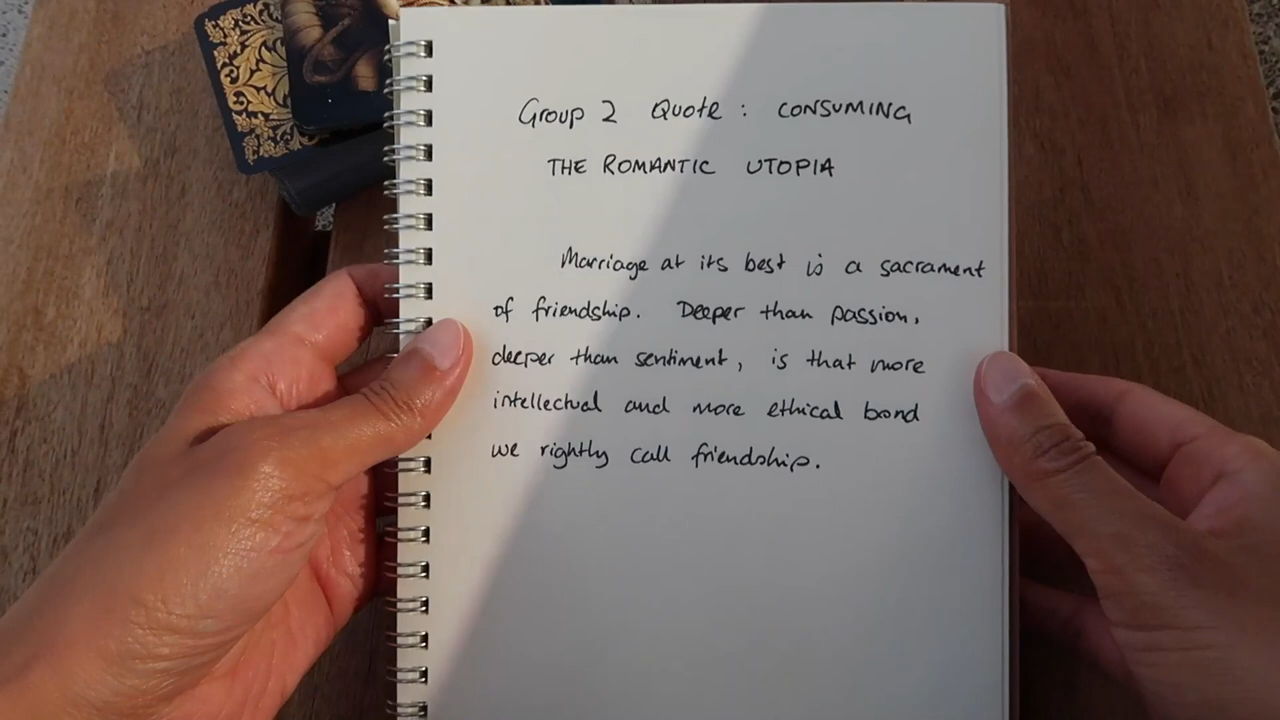 Group 2 Quote : CONSUMING
THE ROMANTIC UTOPIA
Marriage at its best is a sacrament
of friendship. Deeper than passion,
deeper than sentiment, is that more
intellectual and more ethical bond
we rightly call friendship.